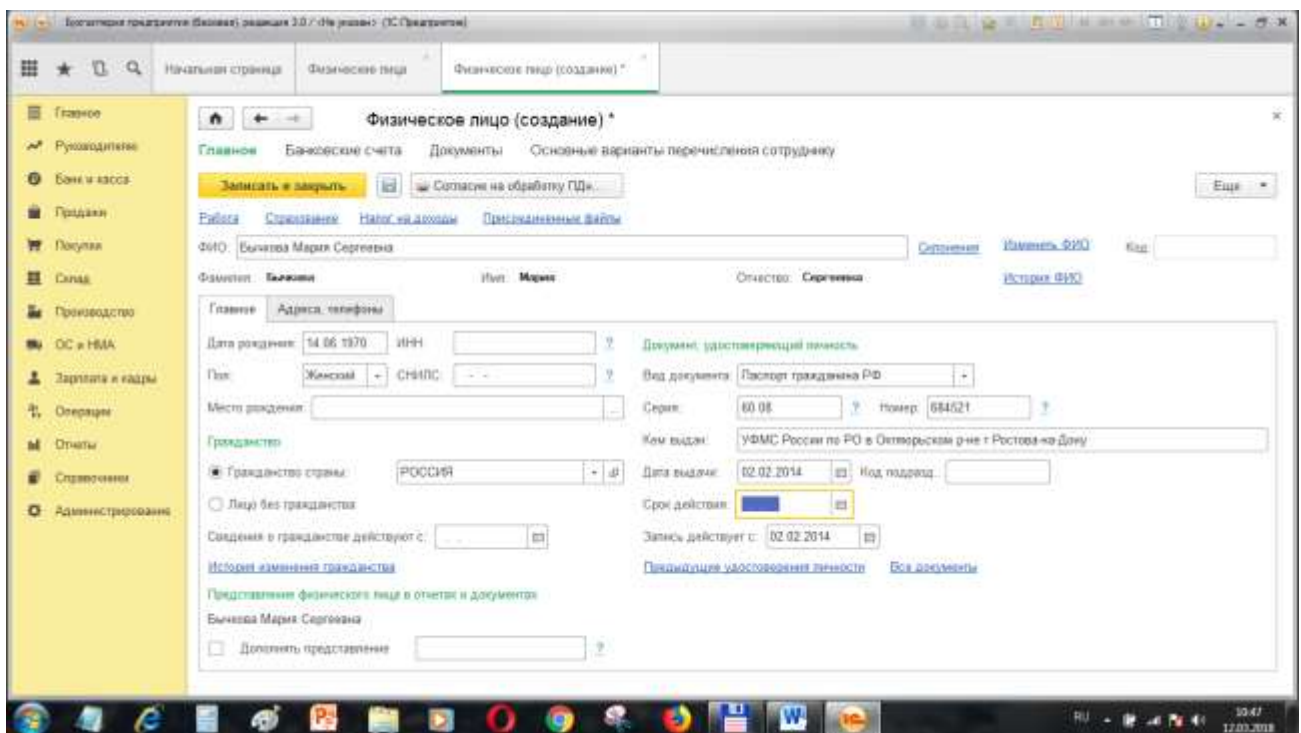 Бухгалтерия предприятия (базовая), редакция 3.0 / <Не указан> (1С:Предприятие)
Начальная страница Физические лица Физическое лицо (создание) *
Физическое лицо (создание) *
Главное
Руководителю
Банк и касса
Продажи
Покупки
Склад
Производство
ОС и НМА
Зарплата и кадры
Операции
Отчеты
Справочники
Администрирование
Главное Банковские счета Документы Основные варианты перечисления сотруднику
Записать и закрыть Согласие на обработку ПДн... Еще
Работа Страхование Налог на доходы Присоединенные файлы
ФИО: Бычкова Мария Сергеевна Склонения Изменить ФИО Код:
Фамилия: Бычкова Имя: Мария Отчество: Сергеевна История ФИО
Главное Адреса, телефоны
Дата рождения: 14.06.1970 ИНН: ? Документ, удостоверяющий личность
Пол: Женский СНИЛС: - - ? Вид документа: Паспорт гражданина РФ
Место рождения: ... Серия: 60 08 ? Номер: 684521 ?
Гражданство Кем выдан: УФМС России по РО в Октяорьском р-не г Ростова-на-Дону
Гражданство страны: РОССИЯ Дата выдачи: 02.02.2014 Код подразд.:
Лицо без гражданства Срок действия:
Сведения о гражданстве действуют с: . . Запись действует с: 02.02.2014
История изменения гражданства Предыдущие удостоверения личности Все документы
Представление физического лица в отчетах и документах
Бычкова Мария Сергеевна
Дополнять представление ?
RU 10:47
12.03.2018